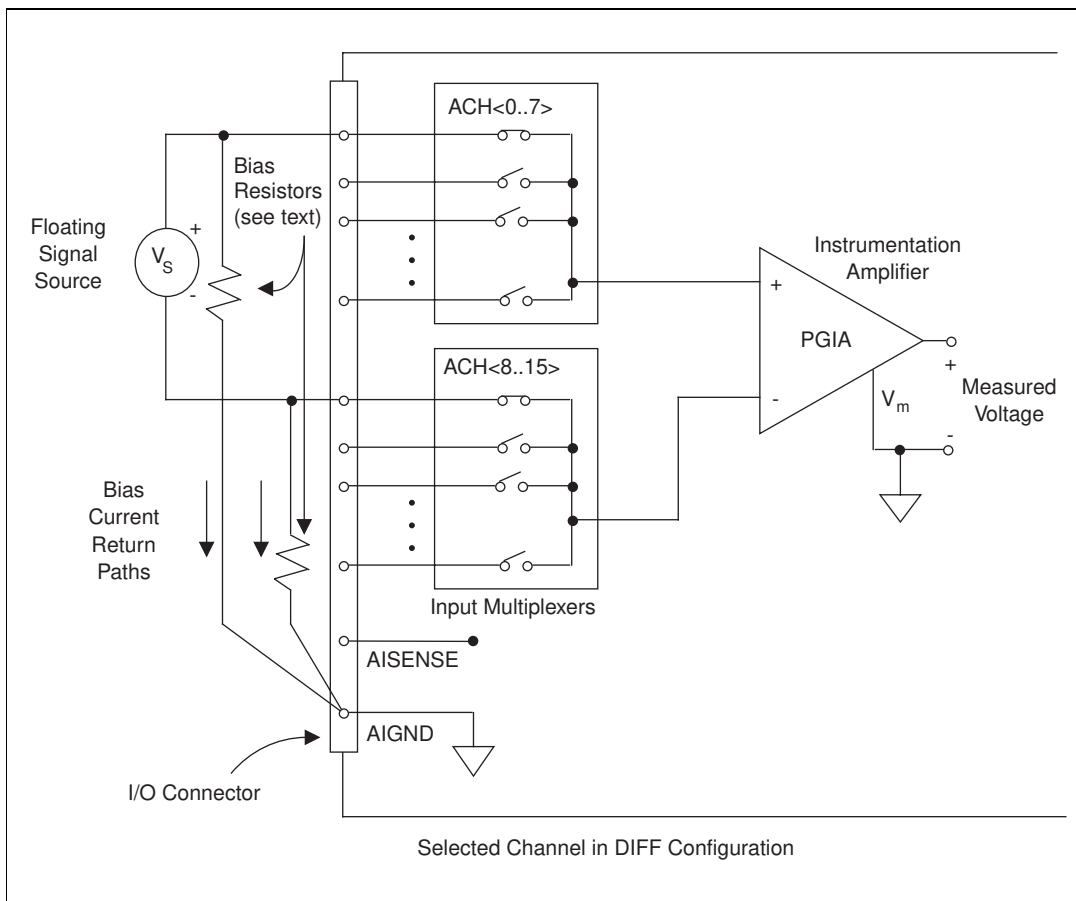 ACH<0..7>
Bias
Resistors
(see text)
Floating
Signal
Source
+
V_S
-
Instrumentation
Amplifier
+
PGIA
-
+
V_m
Measured
Voltage
-
ACH<8..15>
Bias
Current
Return
Paths
Input Multiplexers
AISENSE
AIGND
I/O Connector
Selected Channel in DIFF Configuration